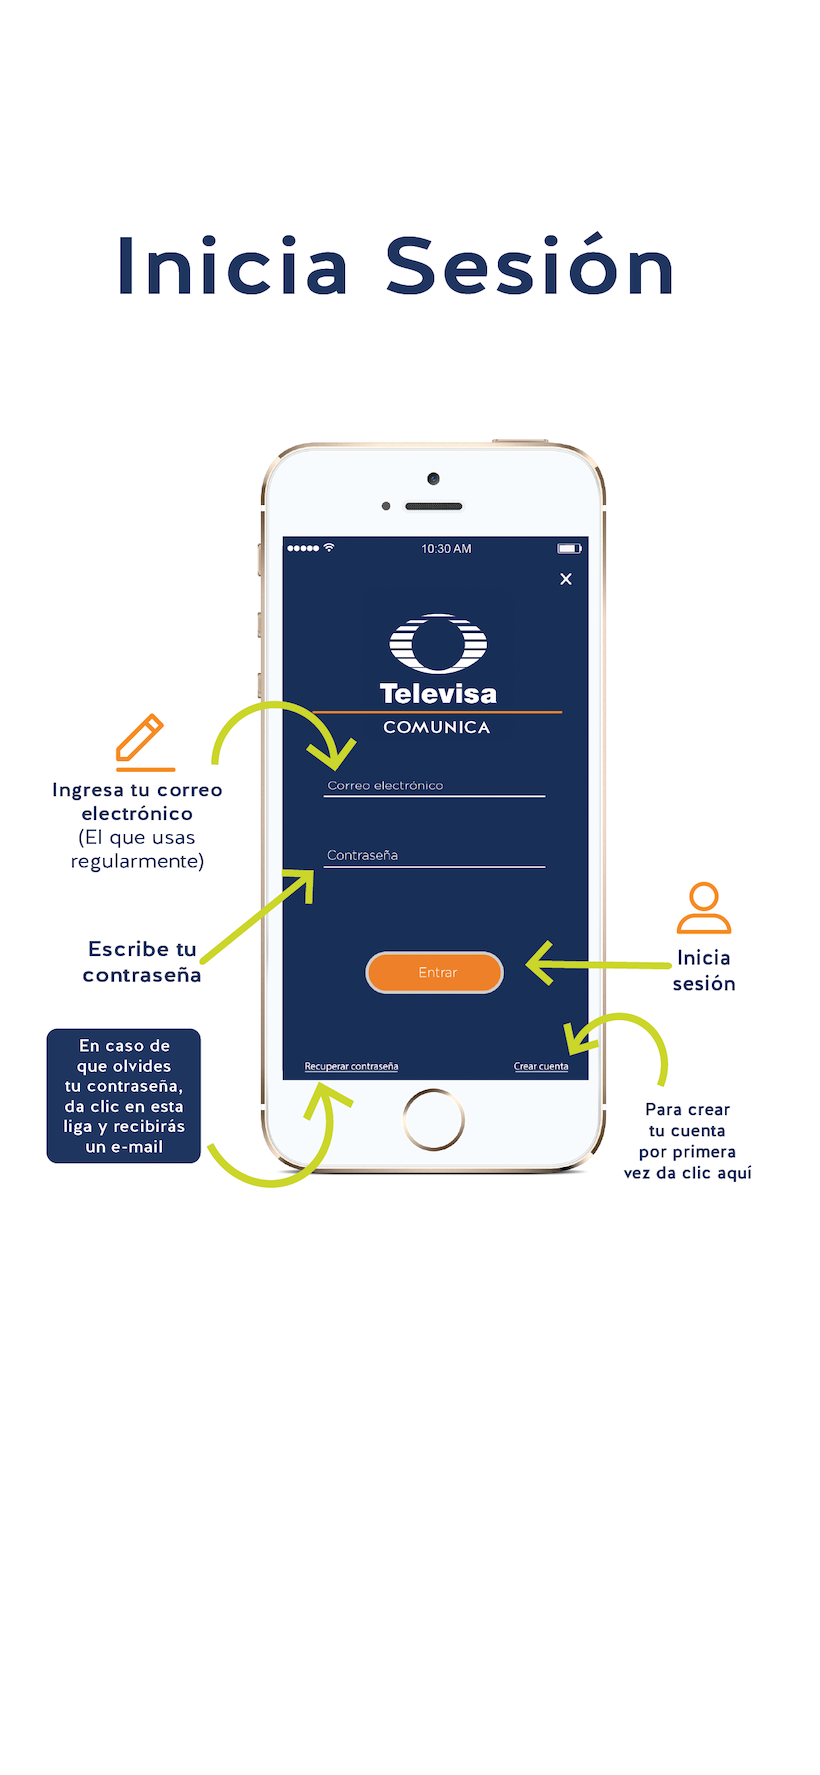 Inicia Sesión
10:30 AM
X
Televisa
COMUNICA
Ingresa tu correo
electrónico
(El que usas
regularmente)
Correo electrónico
Contraseña
Escribe tu
contraseña
Entrar
Inicia
sesión
En caso de
que olvides
tu contraseña,
da clic en esta
liga y recibirás
un e-mail
Recuperar contraseña
Crear cuenta
Para crear
tu cuenta
por primera
vez da clic aquí